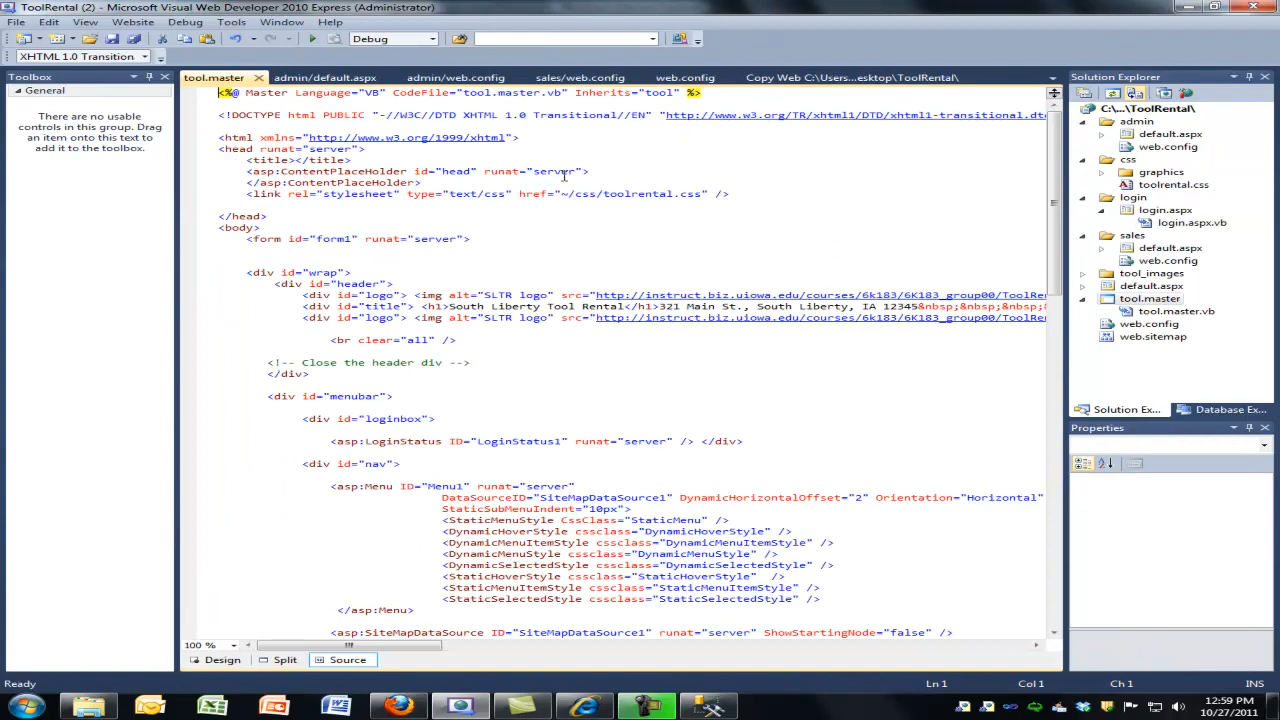 ToolRental (2) - Microsoft Visual Web Developer 2010 Express (Administrator)
File Edit View Website Debug Tools Window Help
Debug
XHTML 1.0 Transition
Toolbox
General
There are no usable
controls in this group. Drag
an item onto this text to
add it to the toolbox.
tool.master admin/default.aspx admin/web.config sales/web.config web.config Copy Web C:\Users...esktop\ToolRental\
<%@ Master Language="VB" CodeFile="tool.master.vb" Inherits="tool" %>
<!DOCTYPE html PUBLIC "-//W3C//DTD XHTML 1.0 Transitional//EN" "http://www.w3.org/TR/xhtml1/DTD/xhtml1-transitional.dtd
<html xmlns="http://www.w3.org/1999/xhtml">
<head runat="server">
<title></title>
<asp:ContentPlaceHolder id="head" runat="server">
</asp:ContentPlaceHolder>
<link rel="stylesheet" type="text/css" href="~/css/toolrental.css" />
</head>
<body>
<form id="form1" runat="server">
<div id="wrap">
<div id="header">
<div id="logo"> <img alt="SLTR logo" src="http://instruct.biz.uiowa.edu/courses/6k183/6K183_group00/ToolRe
<div id="title"> <h1>South Liberty Tool Rental</h1>321 Main St., South Liberty, IA 12345&nbsp;&nbsp;&nbsp;&
<div id="logo"> <img alt="SLTR logo" src="http://instruct.biz.uiowa.edu/courses/6k183/6K183_group00/ToolRe
<br clear="all" />
<!-- Close the header div -->
</div>
<div id="menubar">
<div id="loginbox">
<asp:LoginStatus ID="LoginStatus1" runat="server" /> </div>
<div id="nav">
<asp:Menu ID="Menu1" runat="server"
DataSourceID="SiteMapDataSource1" DynamicHorizontalOffset="2" Orientation="Horizontal"
StaticSubMenuIndent="10px">
<StaticMenuStyle CssClass="StaticMenu" />
<DynamicHoverStyle cssclass="DynamicHoverStyle" />
<DynamicMenuItemStyle cssclass="DynamicMenuItemStyle" />
<DynamicMenuStyle cssclass="DynamicMenuStyle" />
<DynamicSelectedStyle cssclass="DynamicSelectedStyle" />
<StaticHoverStyle cssclass="StaticHoverStyle" />
<StaticMenuItemStyle cssclass="StaticMenuItemStyle" />
<StaticSelectedStyle cssclass="StaticSelectedStyle" />
</asp:Menu>
<asp:SiteMapDataSource ID="SiteMapDataSource1" runat="server" ShowStartingNode="false" />
100 %
Design Split Source
Solution Explorer
C:\...\ToolRental\
admin
default.aspx
web.config
css
graphics
toolrental.css
login
login.aspx
login.aspx.vb
sales
default.aspx
web.config
tool_images
default.aspx
tool.master
tool.master.vb
web.config
web.sitemap
Solution Ex... Database Ex...
Properties
Ready Ln 1 Col 1 Ch 1 INS
12:59 PM
10/27/2011